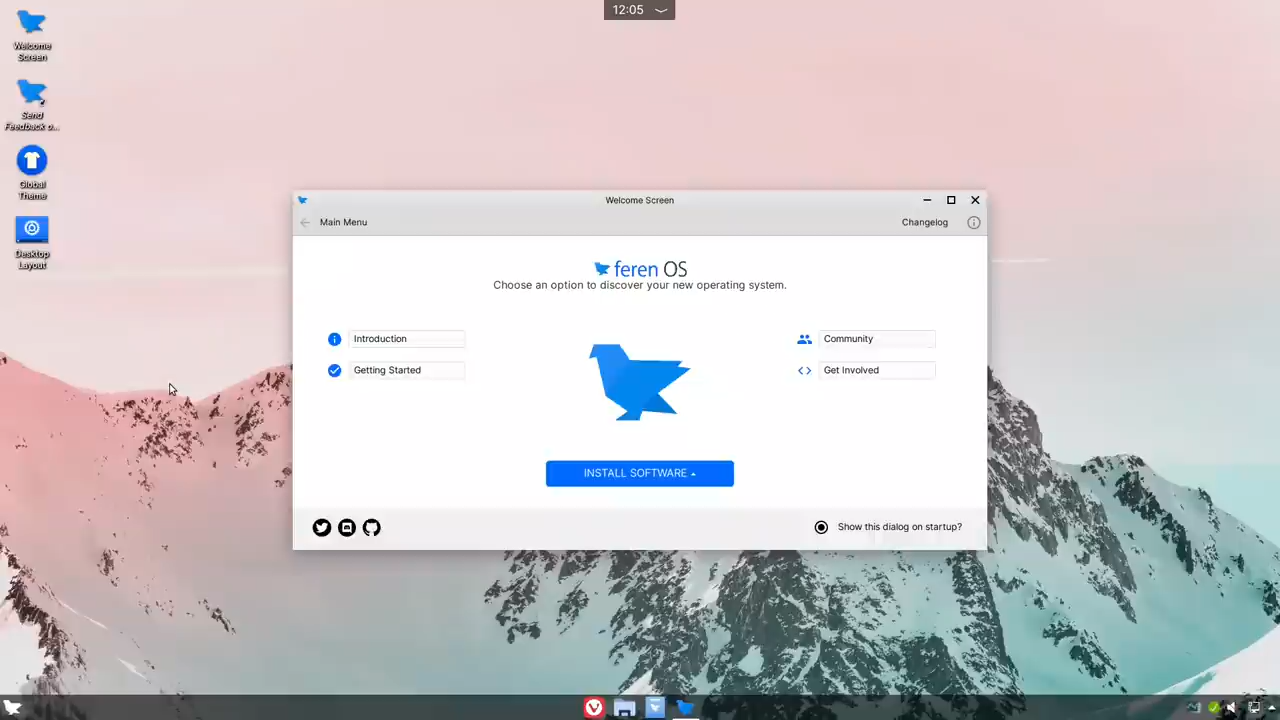 12:05
Welcome
Screen
Send
Feedback o...
Global
Theme
Desktop
Layout
Welcome Screen
Main Menu
Changelog
feren OS
Choose an option to discover your new operating system.
Introduction
Community
Getting Started
Get Involved
INSTALL SOFTWARE
Show this dialog on startup?